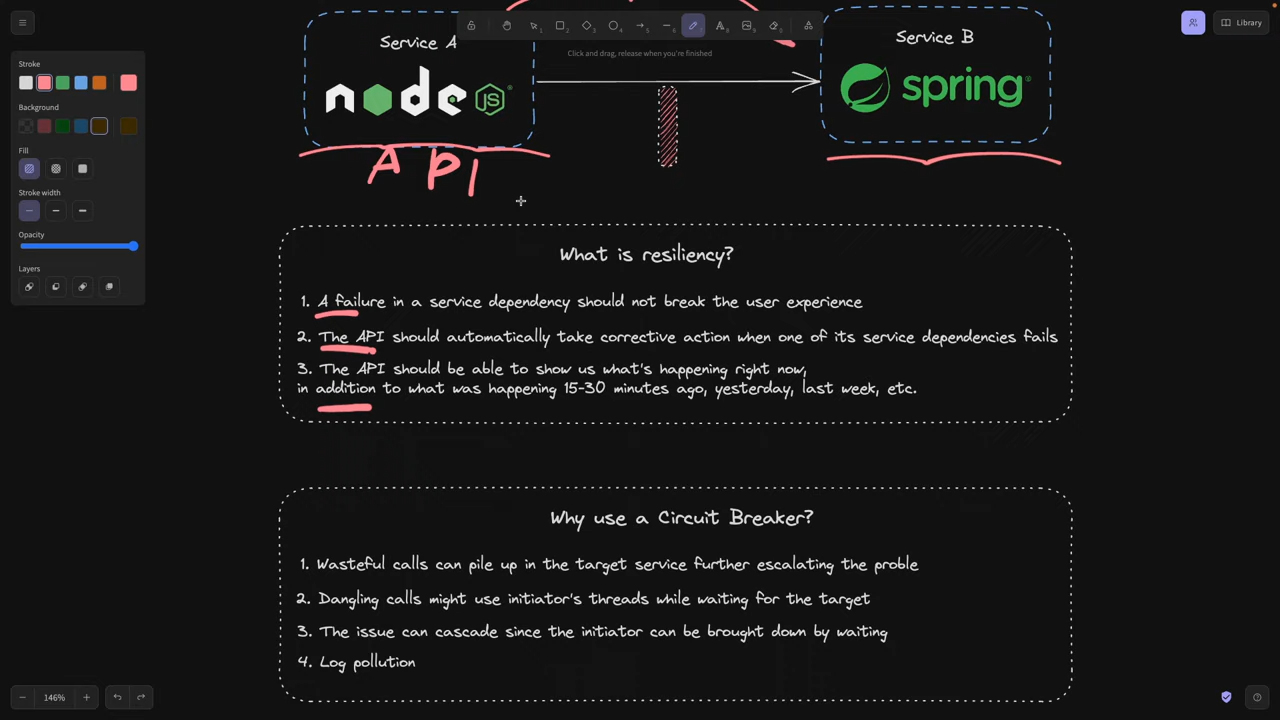 Library
Click and drag, release when you're finished
Service A
Service B
node
JS
spring
API
Stroke
Background
Fill
Stroke width
Opacity
Layers
What is resiliency?
1. A failure in a service dependency should not break the user experience
2. The API should automatically take corrective action when one of its service dependencies fails
3. The API should be able to show us what's happening right now,
in addition to what was happening 15-30 minutes ago, yesterday, last week, etc.
Why use a Circuit Breaker?
1. Wasteful calls can pile up in the target service further escalating the proble
2. Dangling calls might use initiator's threads while waiting for the target
3. The issue can cascade since the initiator can be brought down by waiting
4. Log pollution
146%